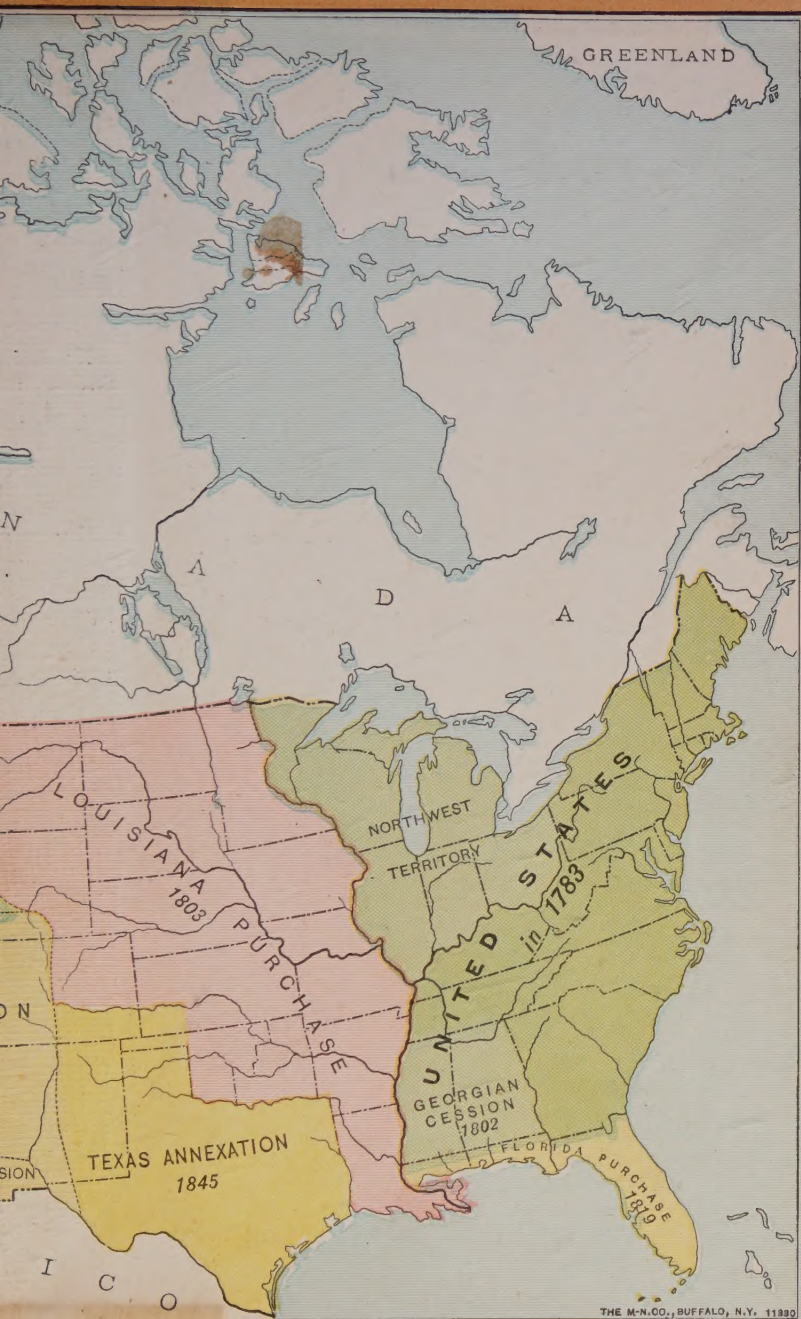 GREENLAND
N
A
D
A
LOUISIANA
1803
PURCHASE
NORTHWEST
TERRITORY
UNITED STATES
in 1783
GEORGIAN
CESSION
1802
FLORIDA PURCHASE
1819
ON
SION
TEXAS ANNEXATION
1845
I C O
THE M-N.CO., BUFFALO, N.Y. 11330